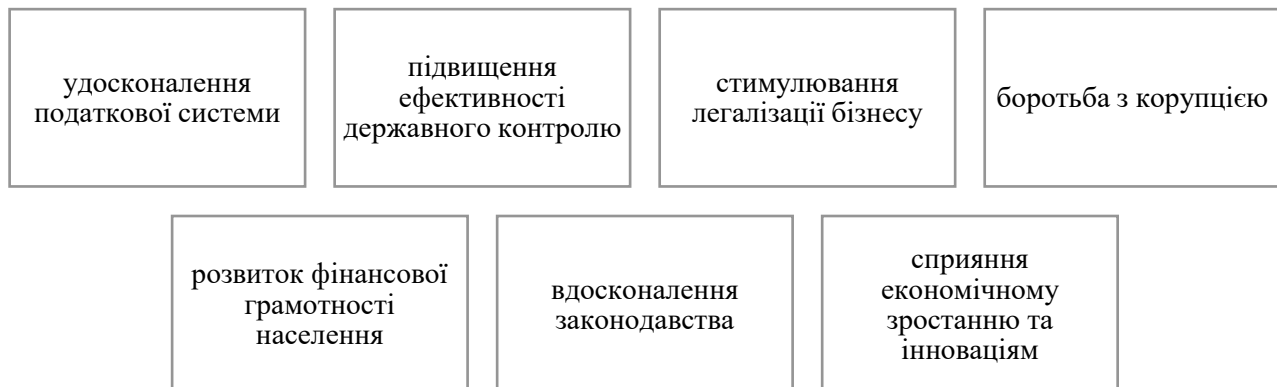 удосконалення
податкової системи
підвищення
ефективності
державного контролю
стимулювання
легалізації бізнесу
боротьба з корупцією
розвиток фінансової
грамотності
населення
вдосконалення
законодавства
сприяння
економічному
зростанню та
інноваціям